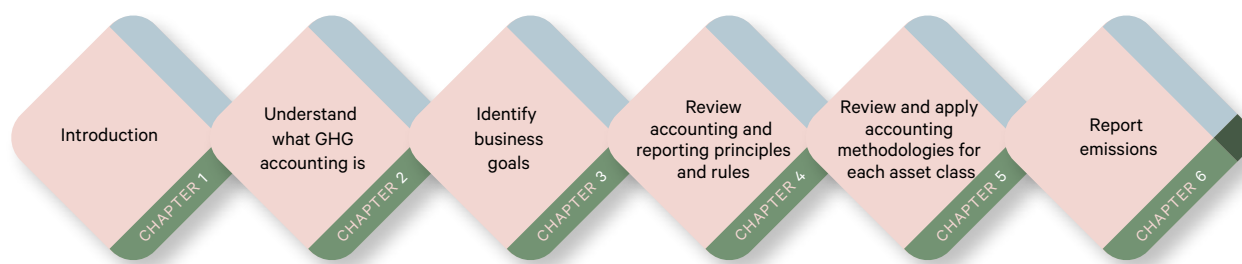 Introduction
CHAPTER 1
Understand
what GHG
accounting is
CHAPTER 2
Identify
business
goals
CHAPTER 3
Review
accounting and
reporting principles
and rules
CHAPTER 4
Review and apply
accounting
methodologies for
each asset class
CHAPTER 5
Report
emissions
CHAPTER 6